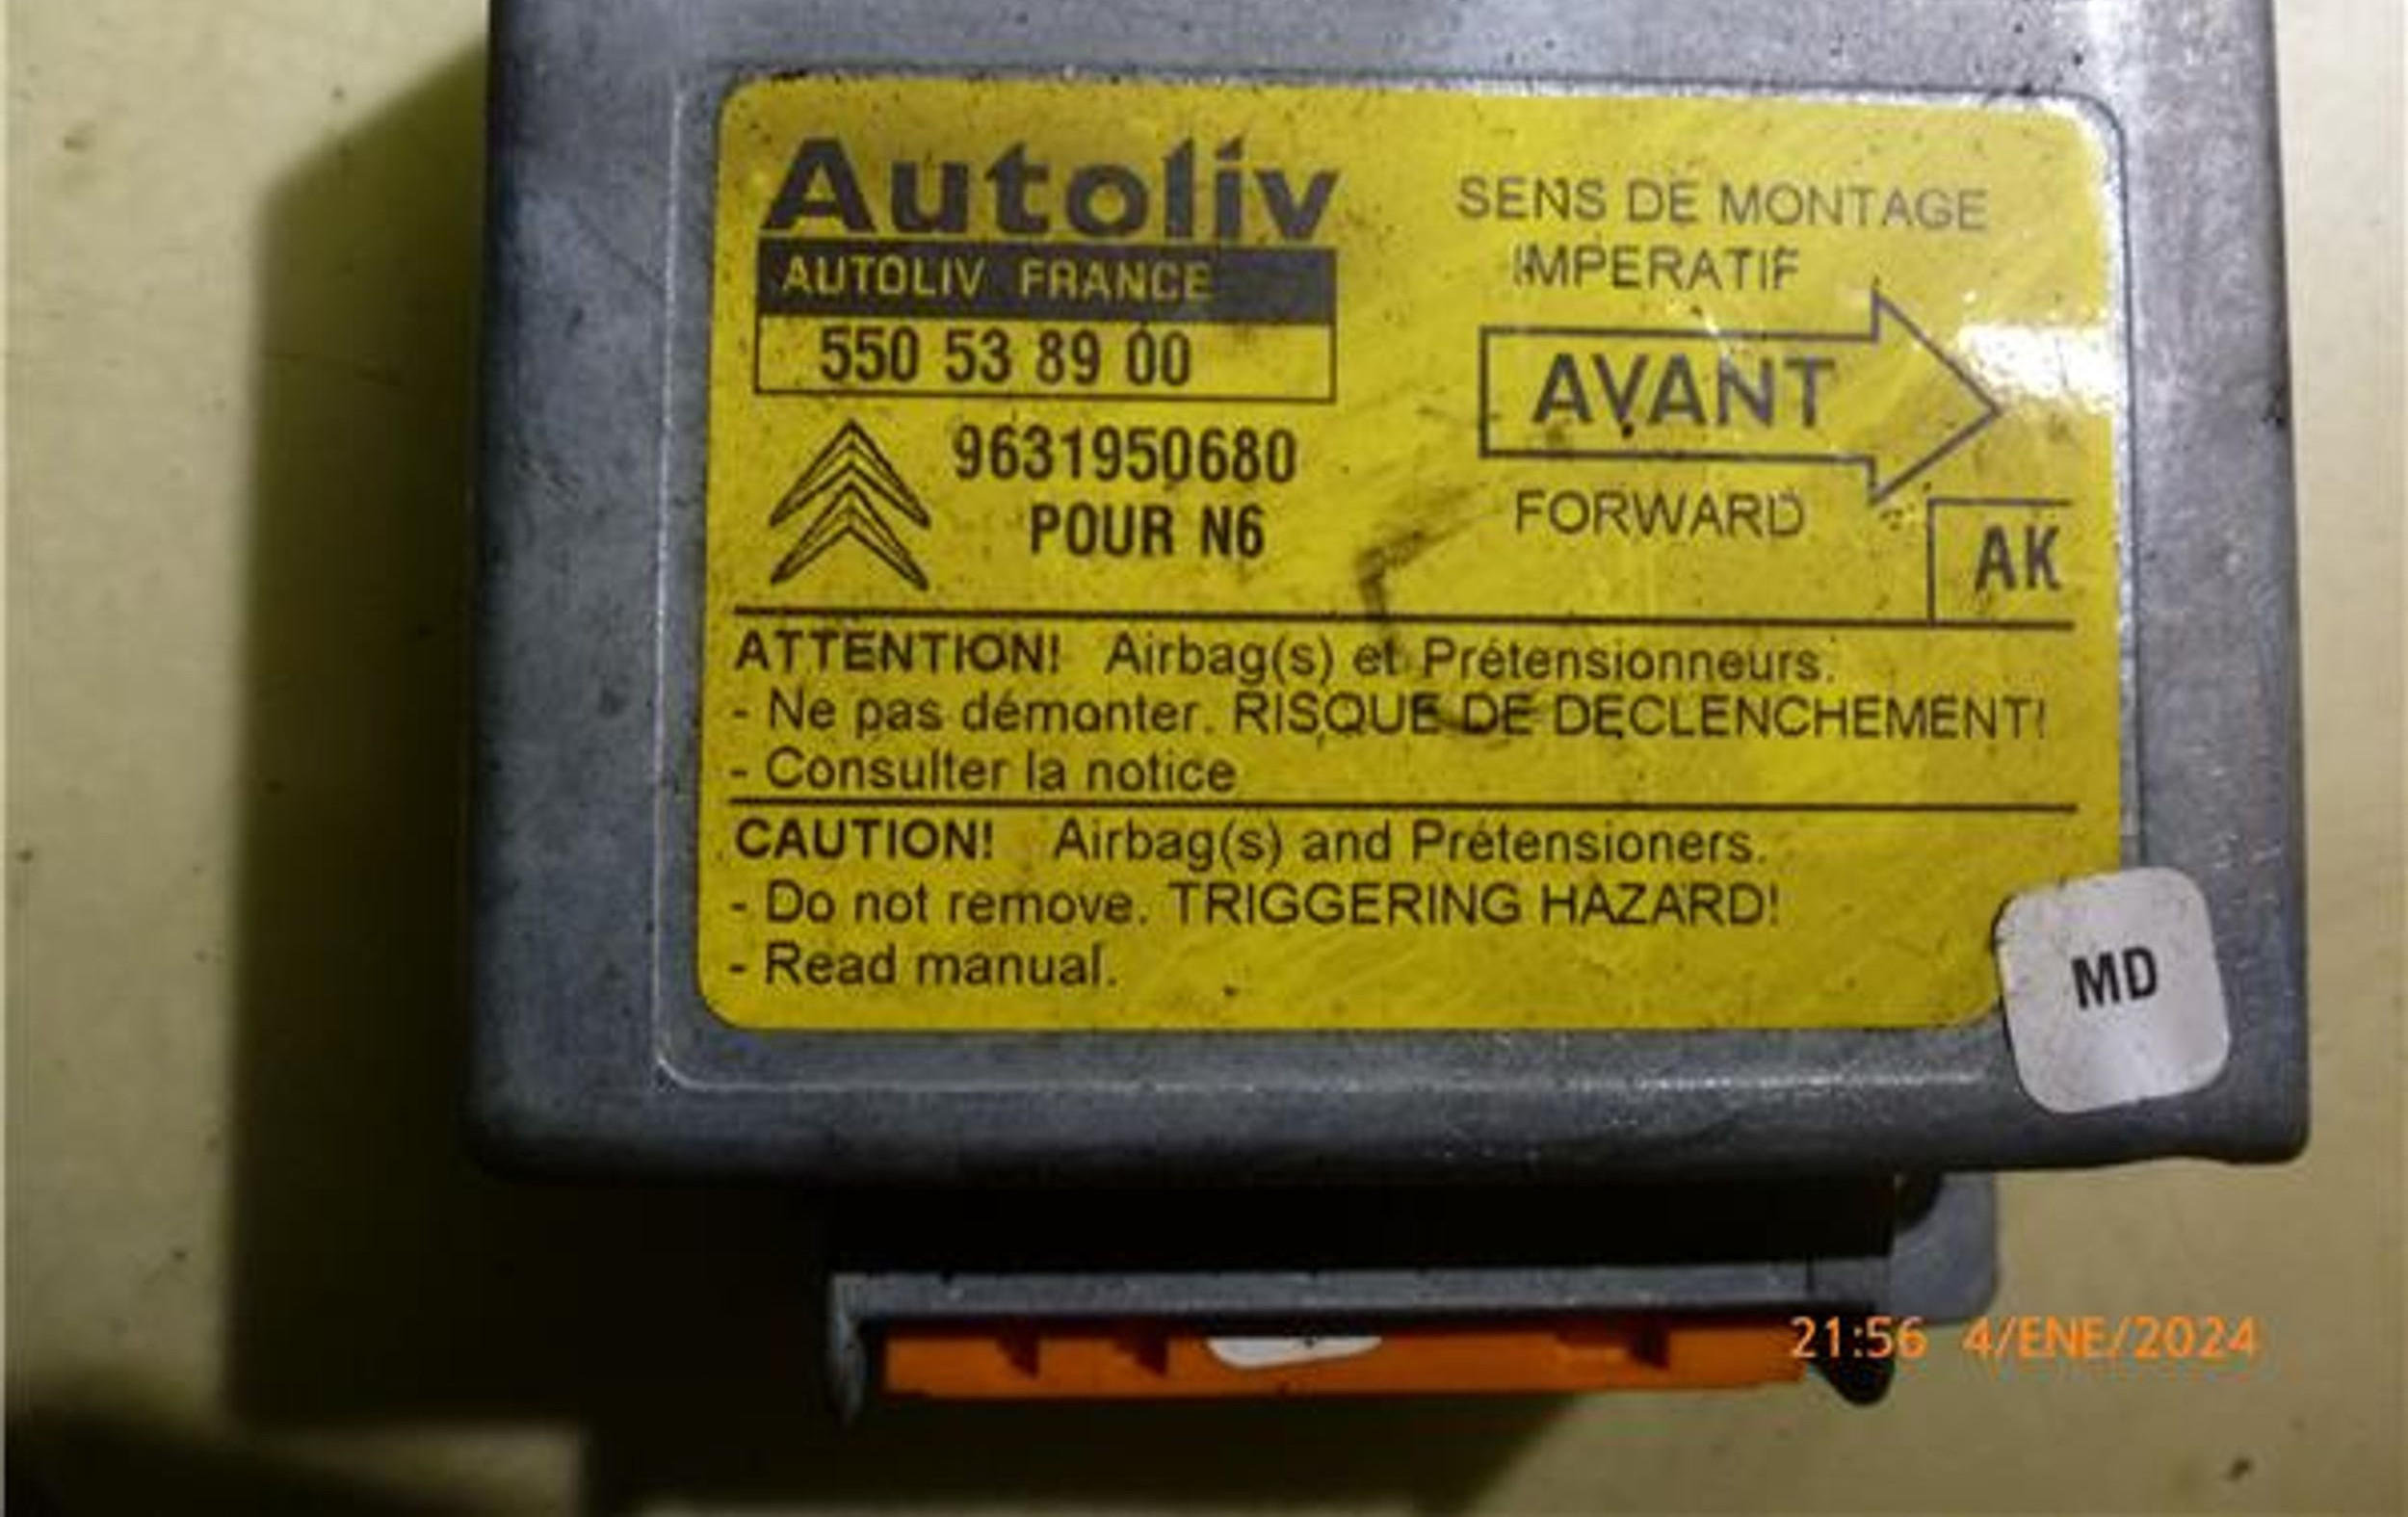 Autoliv
AUTOLIV FRANCE
550 53 89 00
9631950680
POUR N6
SENS DE MONTAGE
IMPERATIF
AVANT
FORWARD
AK
ATTENTION! Airbag(s) et Prétensionneurs.
- Ne pas démonter. RISQUE DE DECLENCHEMENT!
- Consulter la notice
CAUTION! Airbag(s) and Prétensioners.
- Do not remove. TRIGGERING HAZARD!
- Read manual.
MD
21:56 4/ENE/2024